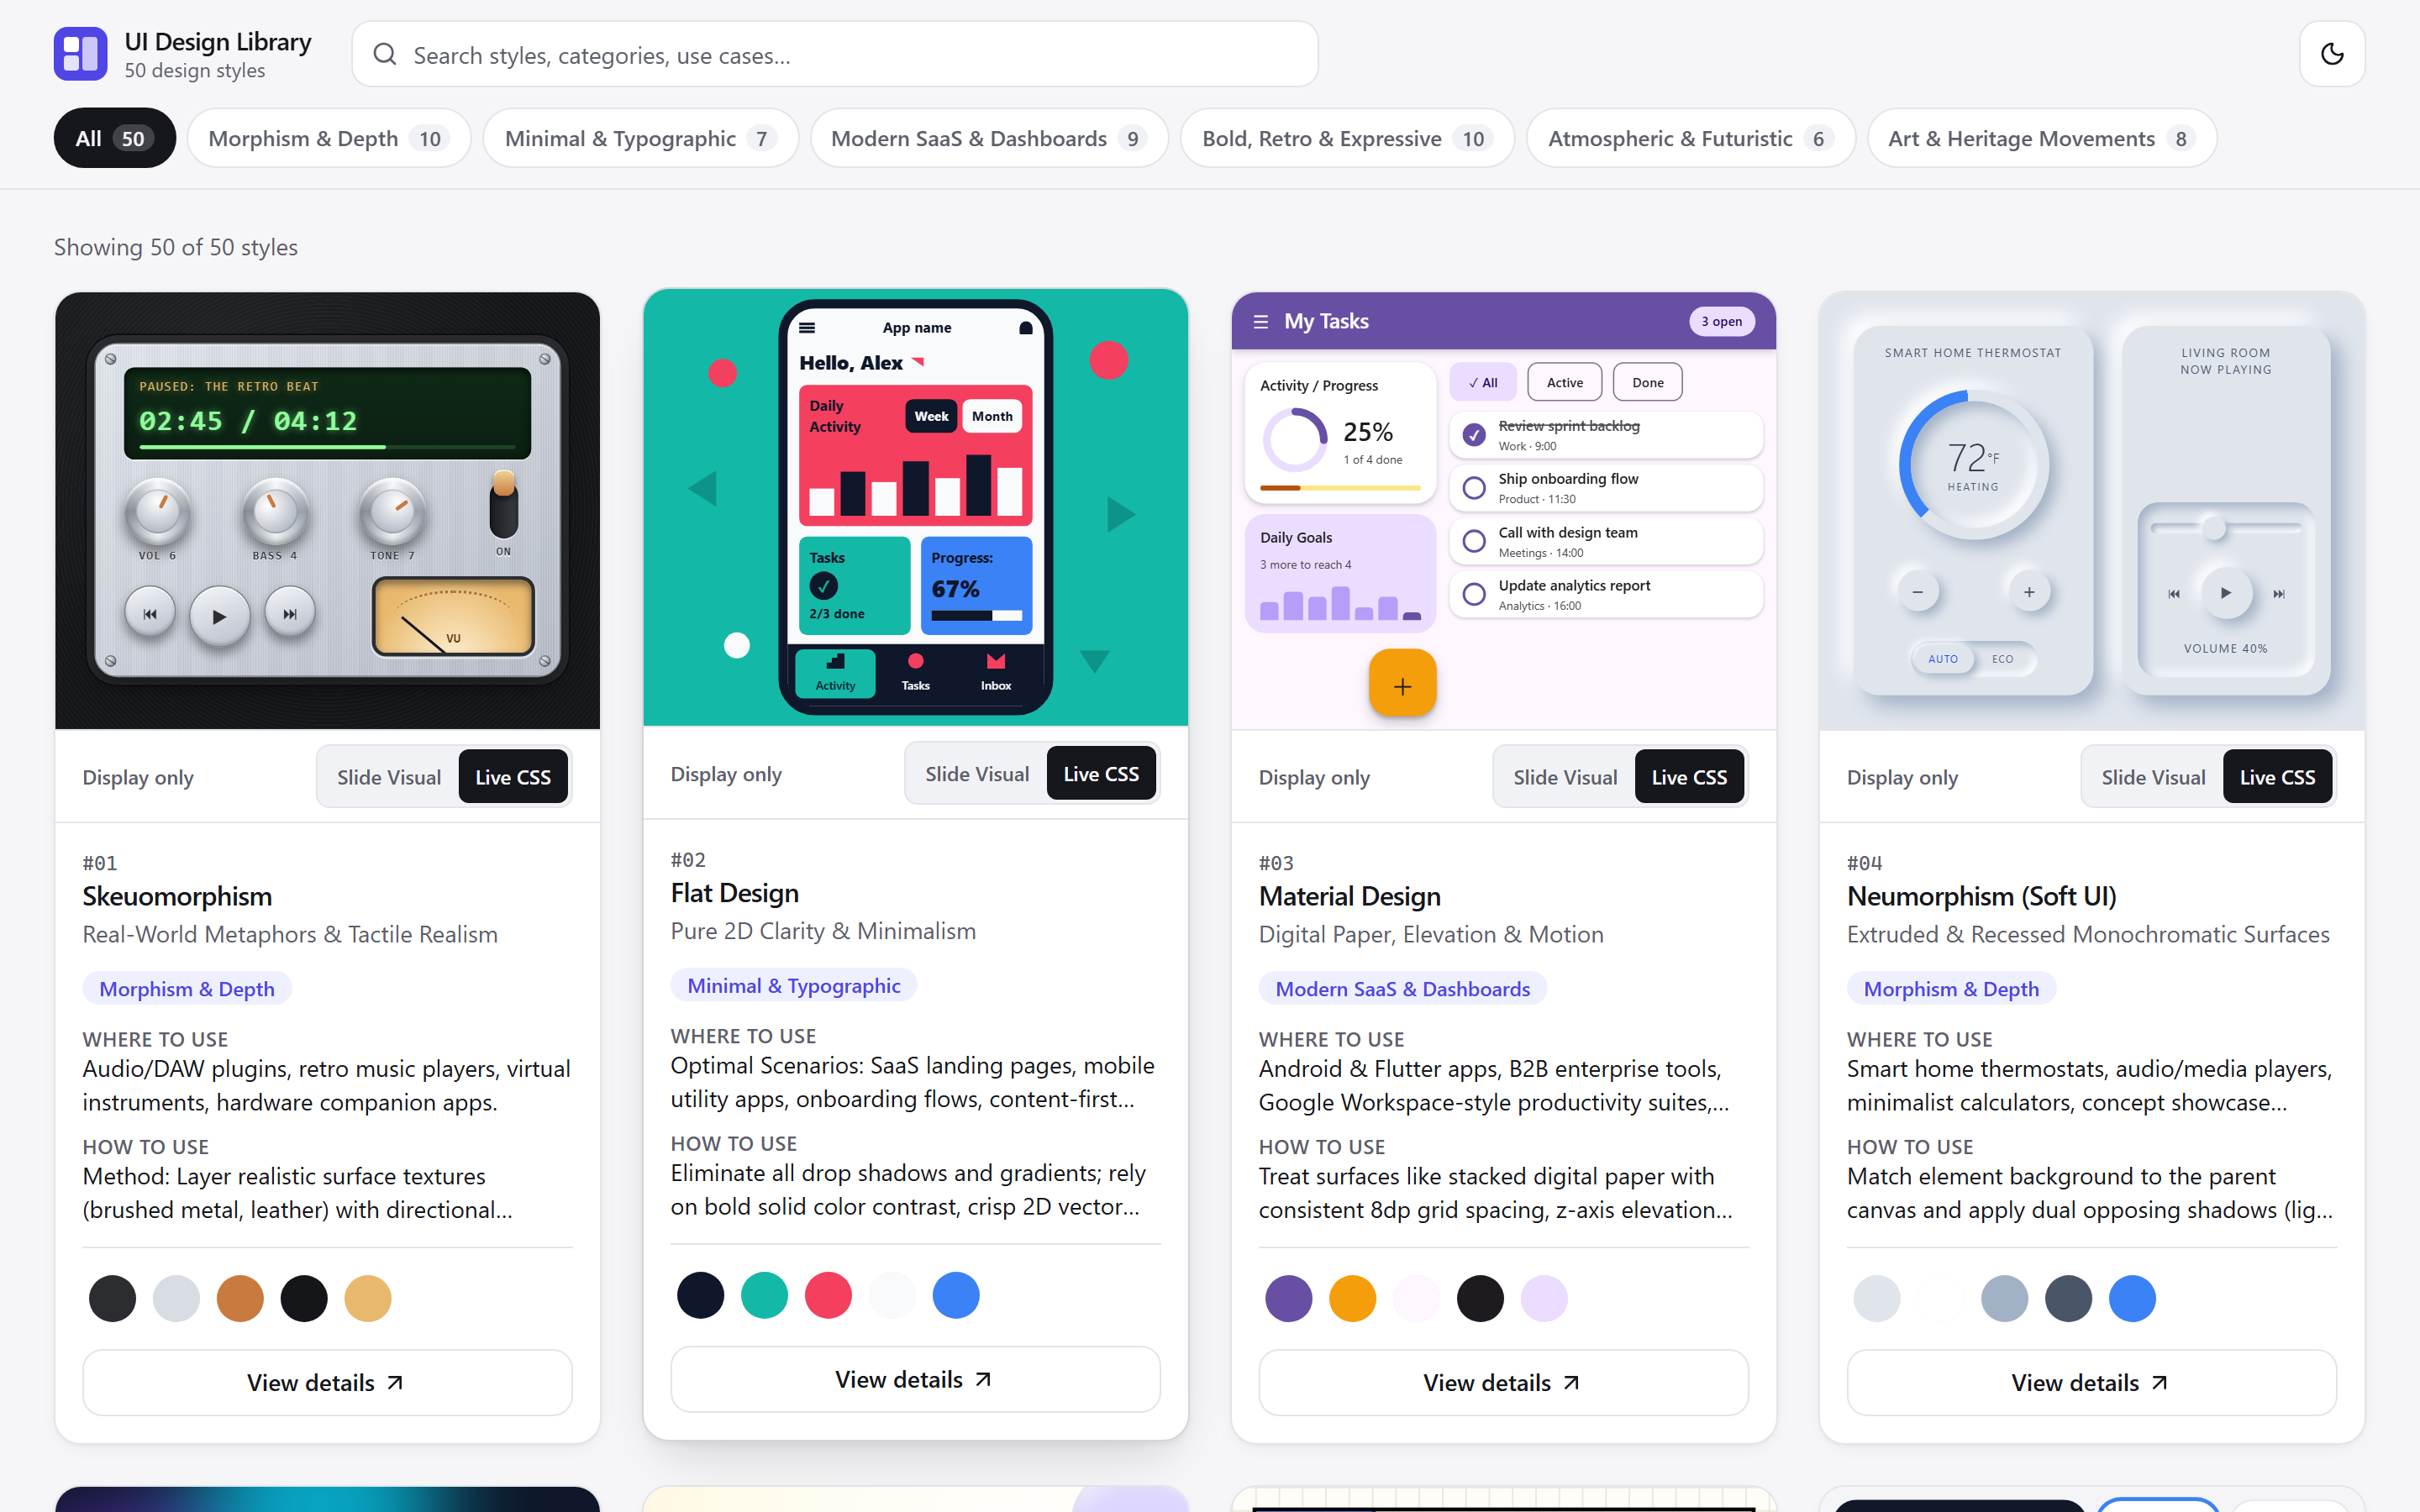 UI Design Library
50 design styles
Search styles, categories, use cases...
All 50
Morphism & Depth 10
Minimal & Typographic 7
Modern SaaS & Dashboards 9
Bold, Retro & Expressive 10
Atmospheric & Futuristic 6
Art & Heritage Movements 8
Showing 50 of 50 styles
PAUSED: THE RETRO BEAT
02:45 / 04:12
VOL 6
BASS 4
TONE 7
ON
VU
Display only
Slide Visual
Live CSS
#01
Skeuomorphism
Real-World Metaphors & Tactile Realism
Morphism & Depth
WHERE TO USE
Audio/DAW plugins, retro music players, virtual
instruments, hardware companion apps.
HOW TO USE
Method: Layer realistic surface textures
(brushed metal, leather) with directional...
View details
App name
Hello, Alex
Daily
Activity
Week
Month
Tasks
2/3 done
Progress:
67%
Activity
Tasks
Inbox
Display only
Slide Visual
Live CSS
#02
Flat Design
Pure 2D Clarity & Minimalism
Minimal & Typographic
WHERE TO USE
Optimal Scenarios: SaaS landing pages, mobile
utility apps, onboarding flows, content-first...
HOW TO USE
Eliminate all drop shadows and gradients; rely
on bold solid color contrast, crisp 2D vector...
View details
My Tasks
3 open
Activity / Progress
25%
1 of 4 done
Daily Goals
3 more to reach 4
✓ All
Active
Done
Review sprint backlog
Work · 9:00
Ship onboarding flow
Product · 11:30
Call with design team
Meetings · 14:00
Update analytics report
Analytics · 16:00
+
Display only
Slide Visual
Live CSS
#03
Material Design
Digital Paper, Elevation & Motion
Modern SaaS & Dashboards
WHERE TO USE
Android & Flutter apps, B2B enterprise tools,
Google Workspace-style productivity suites,...
HOW TO USE
Treat surfaces like stacked digital paper with
consistent 8dp grid spacing, z-axis elevation...
View details
SMART HOME THERMOSTAT
72°F
HEATING
− +
AUTO
ECO
LIVING ROOM
NOW PLAYING
VOLUME 40%
Display only
Slide Visual
Live CSS
#04
Neumorphism (Soft UI)
Extruded & Recessed Monochromatic Surfaces
Morphism & Depth
WHERE TO USE
Smart home thermostats, audio/media players,
minimalist calculators, concept showcase...
HOW TO USE
Match element background to the parent
canvas and apply dual opposing shadows (lig...
View details